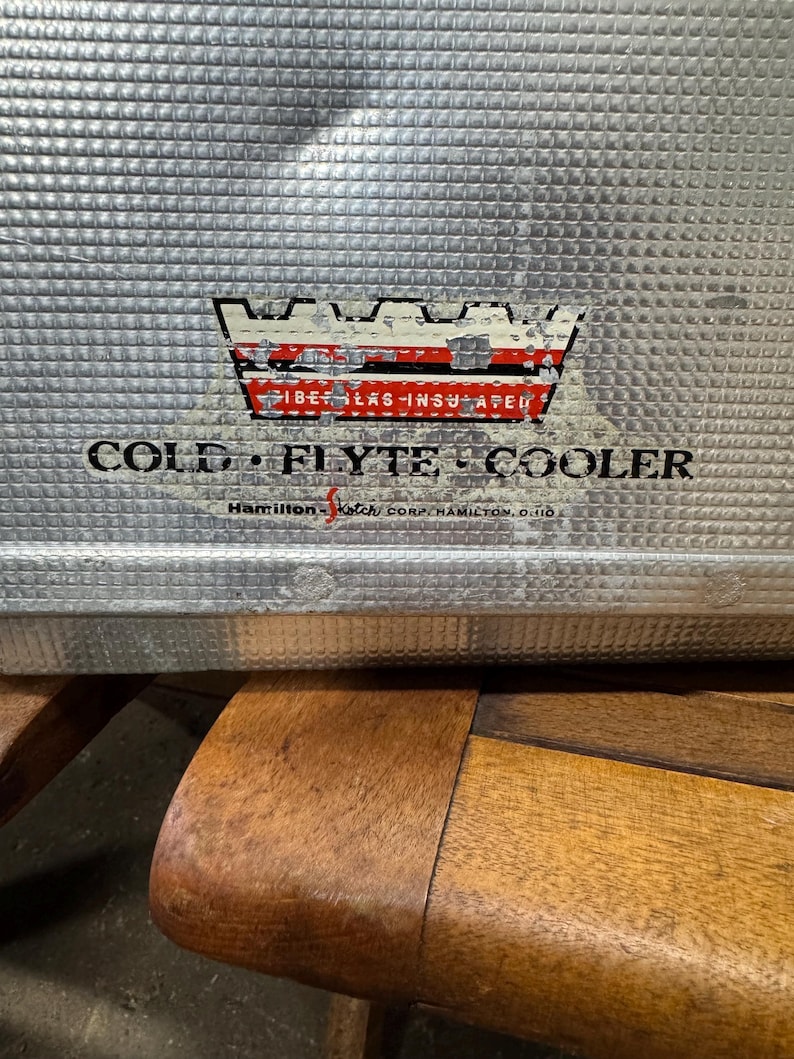 FIBERGLAS INSULATED
COLD • FLYTE • COOLER
Hamilton-Skotch CORP. HAMILTON, OHIO